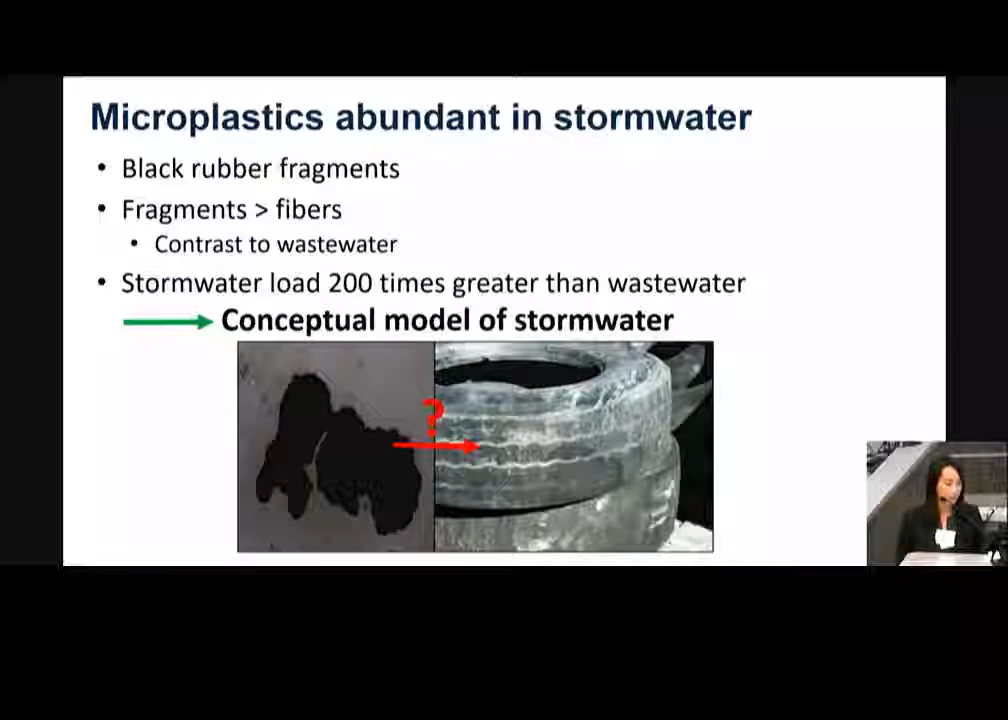 Microplastics abundant in stormwater
• Black rubber fragments
• Fragments > fibers
• Contrast to wastewater
• Stormwater load 200 times greater than wastewater
Conceptual model of stormwater
?